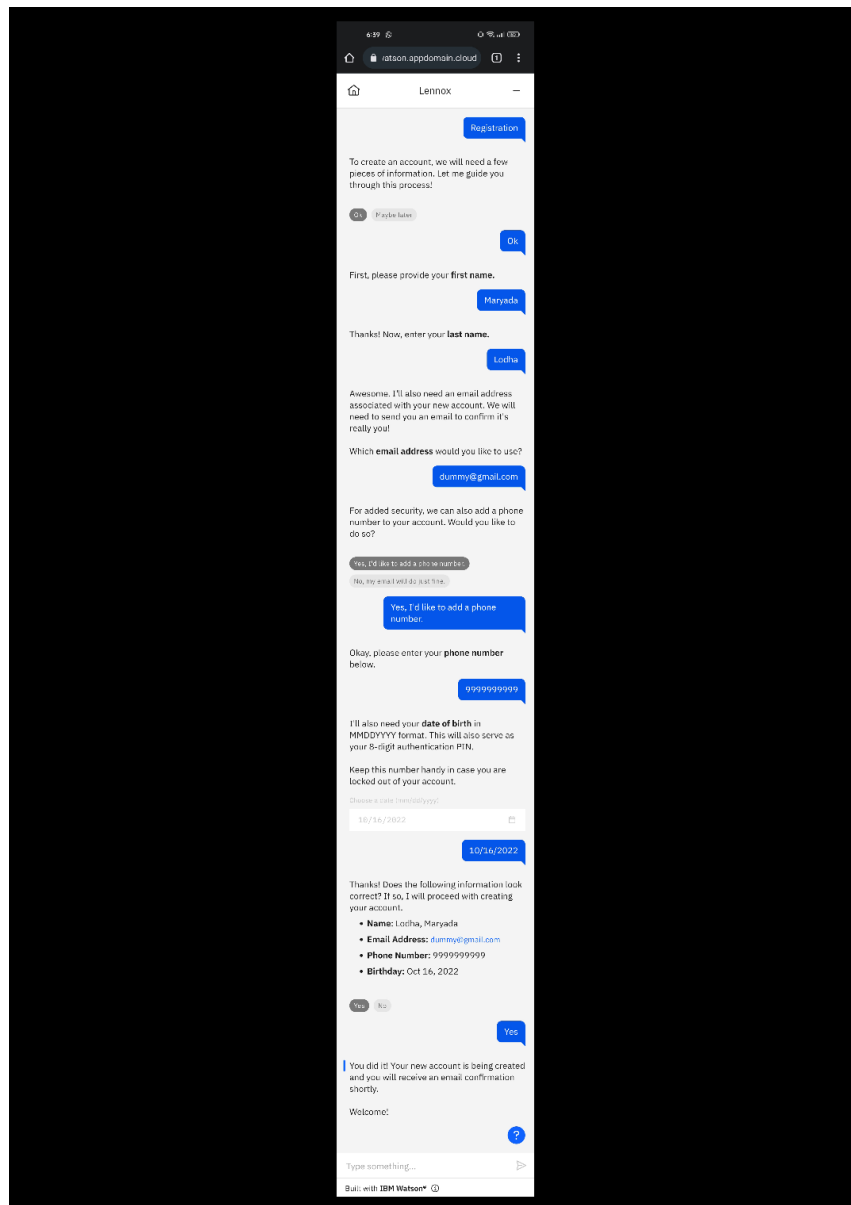 6:39
ratson.appdomain.cloud
1
Lennox
Registration
To create an account, we will need a few
pieces of information. Let me guide you
through this process!
Ok
Maybe later
Ok
First, please provide your first name.
Maryada
Thanks! Now, enter your last name.
Lodha
Awesome. I'll also need an email address
associated with your new account. We will
need to send you an email to confirm it's
really you!
Which email address would you like to use?
dummy@gmail.com
For added security, we can also add a phone
number to your account. Would you like to
do so?
Yes, I'd like to add a phone number.
No, my email will do just fine.
Yes, I'd like to add a phone
number.
Okay, please enter your phone number
below.
9999999999
I'll also need your date of birth in
MMDDYYYY format. This will also serve as
your 8-digit authentication PIN.
Keep this number handy in case you are
locked out of your account.
Choose a date (mm/dd/yyyy)
10/16/2022
10/16/2022
Thanks! Does the following information look
correct? If so, I will proceed with creating
your account.
• Name: Lodha, Maryada
• Email Address: dummy@gmail.com
• Phone Number: 9999999999
• Birthday: Oct 16, 2022
Yes
No
Yes
You did it! Your new account is being created
and you will receive an email confirmation
shortly.
Welcome!
?
Type something...
Built with IBM Watson®